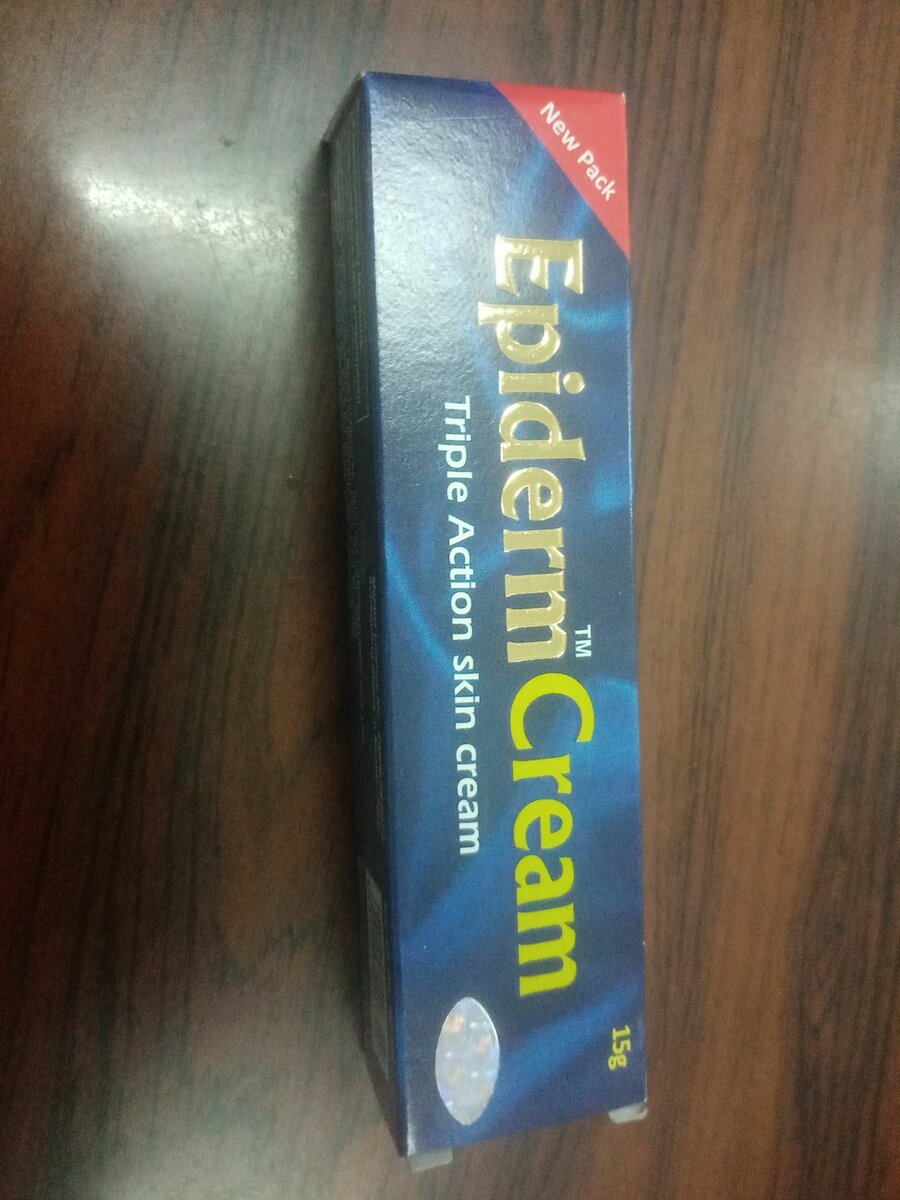 New Pack
Epiderm™ Cream
Triple Action skin cream
15g